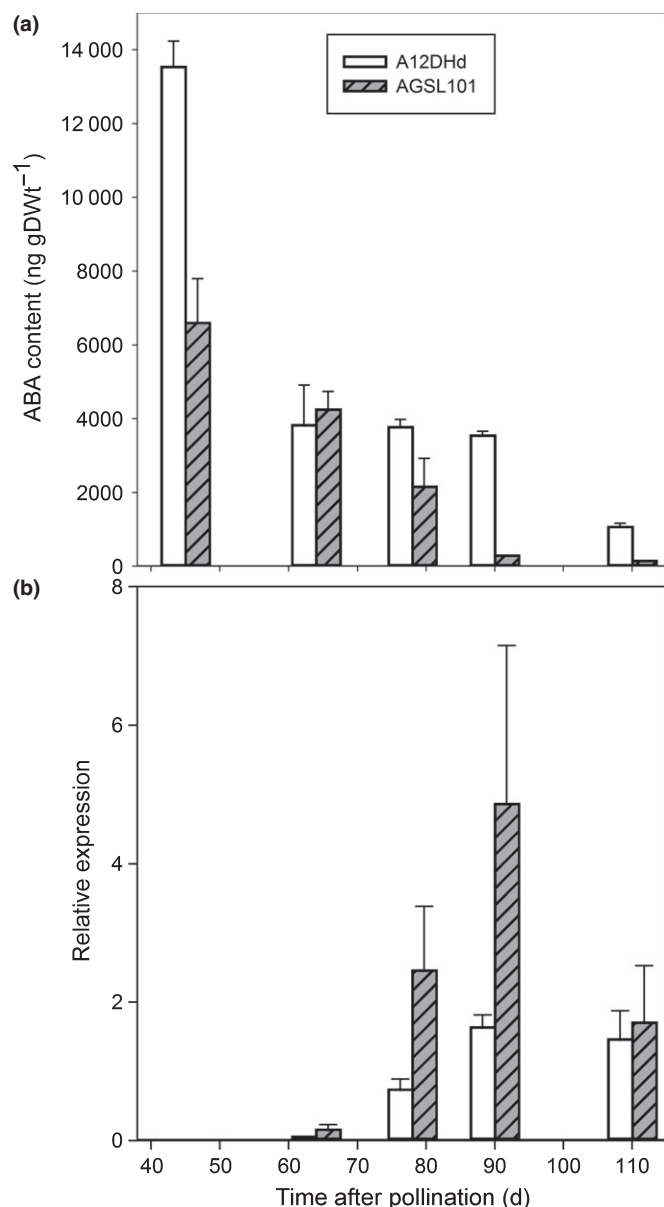 (a)
14 000
12 000
10 000
8000
6000
4000
2000
0
ABA content (ng gDWt⁻¹)
A12DHd
AGSL101
(b)
8
6
4
2
0
Relative expression
40 50 60 70 80 90 100 110
Time after pollination (d)